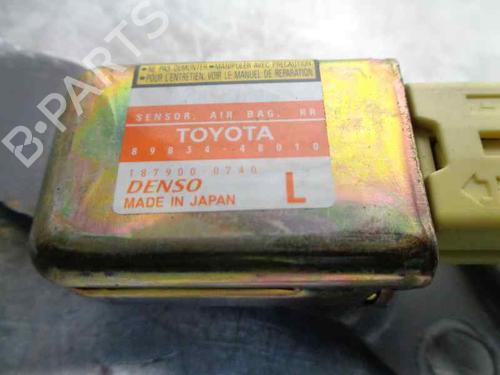 •NE PAS DEMONTER •MANIPULER AVEC PRECAUTION
•POUR L'ENTRETIEN, VOIR LE MANUEL DE REPARATION
SENSOR, AIR BAG, RR
TOYOTA
89834-48010
187900-0740
DENSO
MADE IN JAPAN
L
B-PARTS